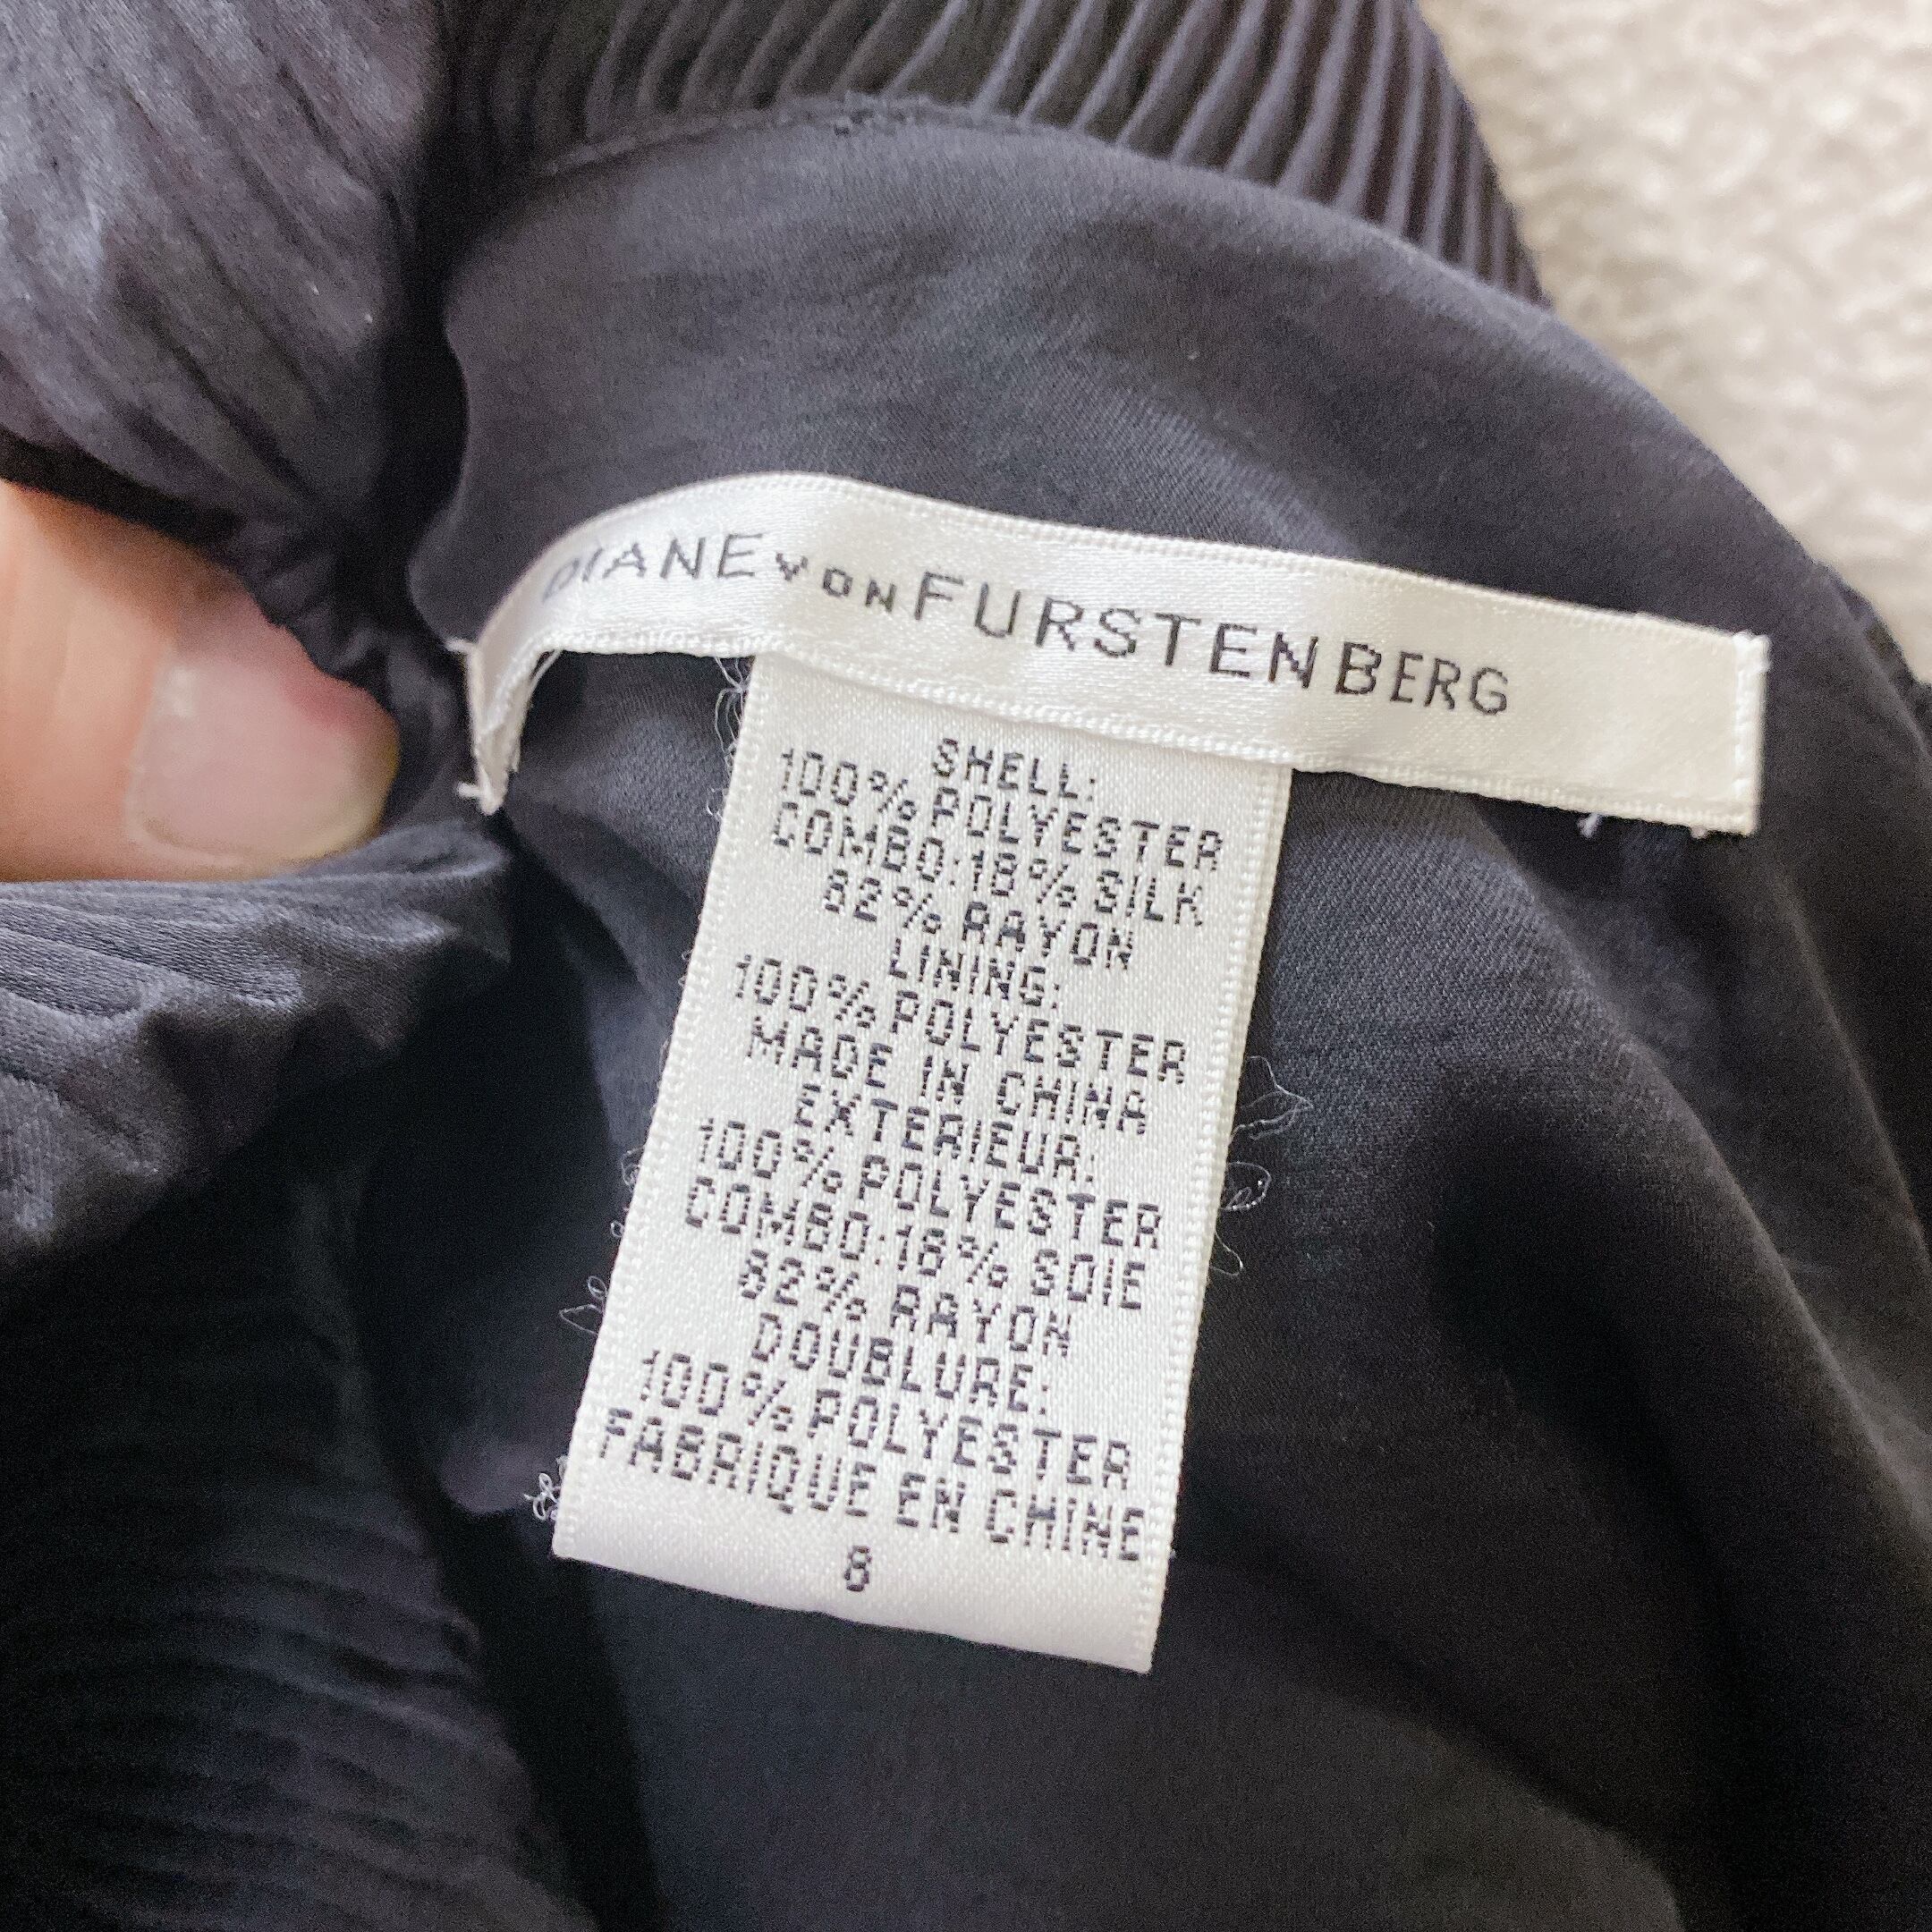 DIANE VON FURSTENBERG
SHELL:
100% POLYESTER
COMBO:18% SILK
82% RAYON
LINING:
100% POLYESTER
MADE IN CHINA
EXTERIEUR:
100% POLYESTER
COMBO:18% SOIE
82% RAYON
DOUBLURE:
100% POLYESTER
FABRIQUE EN CHINE
8